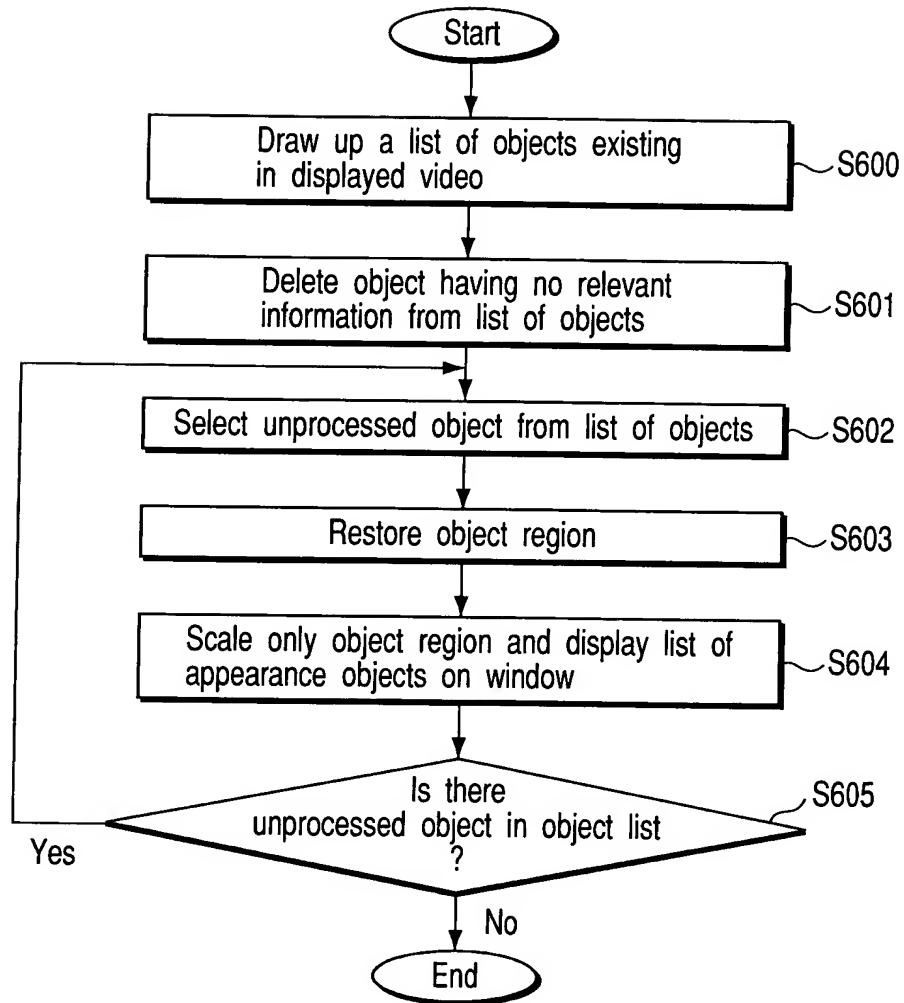 Start
Draw up a list of objects existing
in displayed video
S600
Delete object having no relevant
information from list of objects
S601
Select unprocessed object from list of objects
S602
Restore object region
S603
Scale only object region and display list of
appearance objects on window
S604
Is there
unprocessed object in object list
?
S605
Yes
No
End